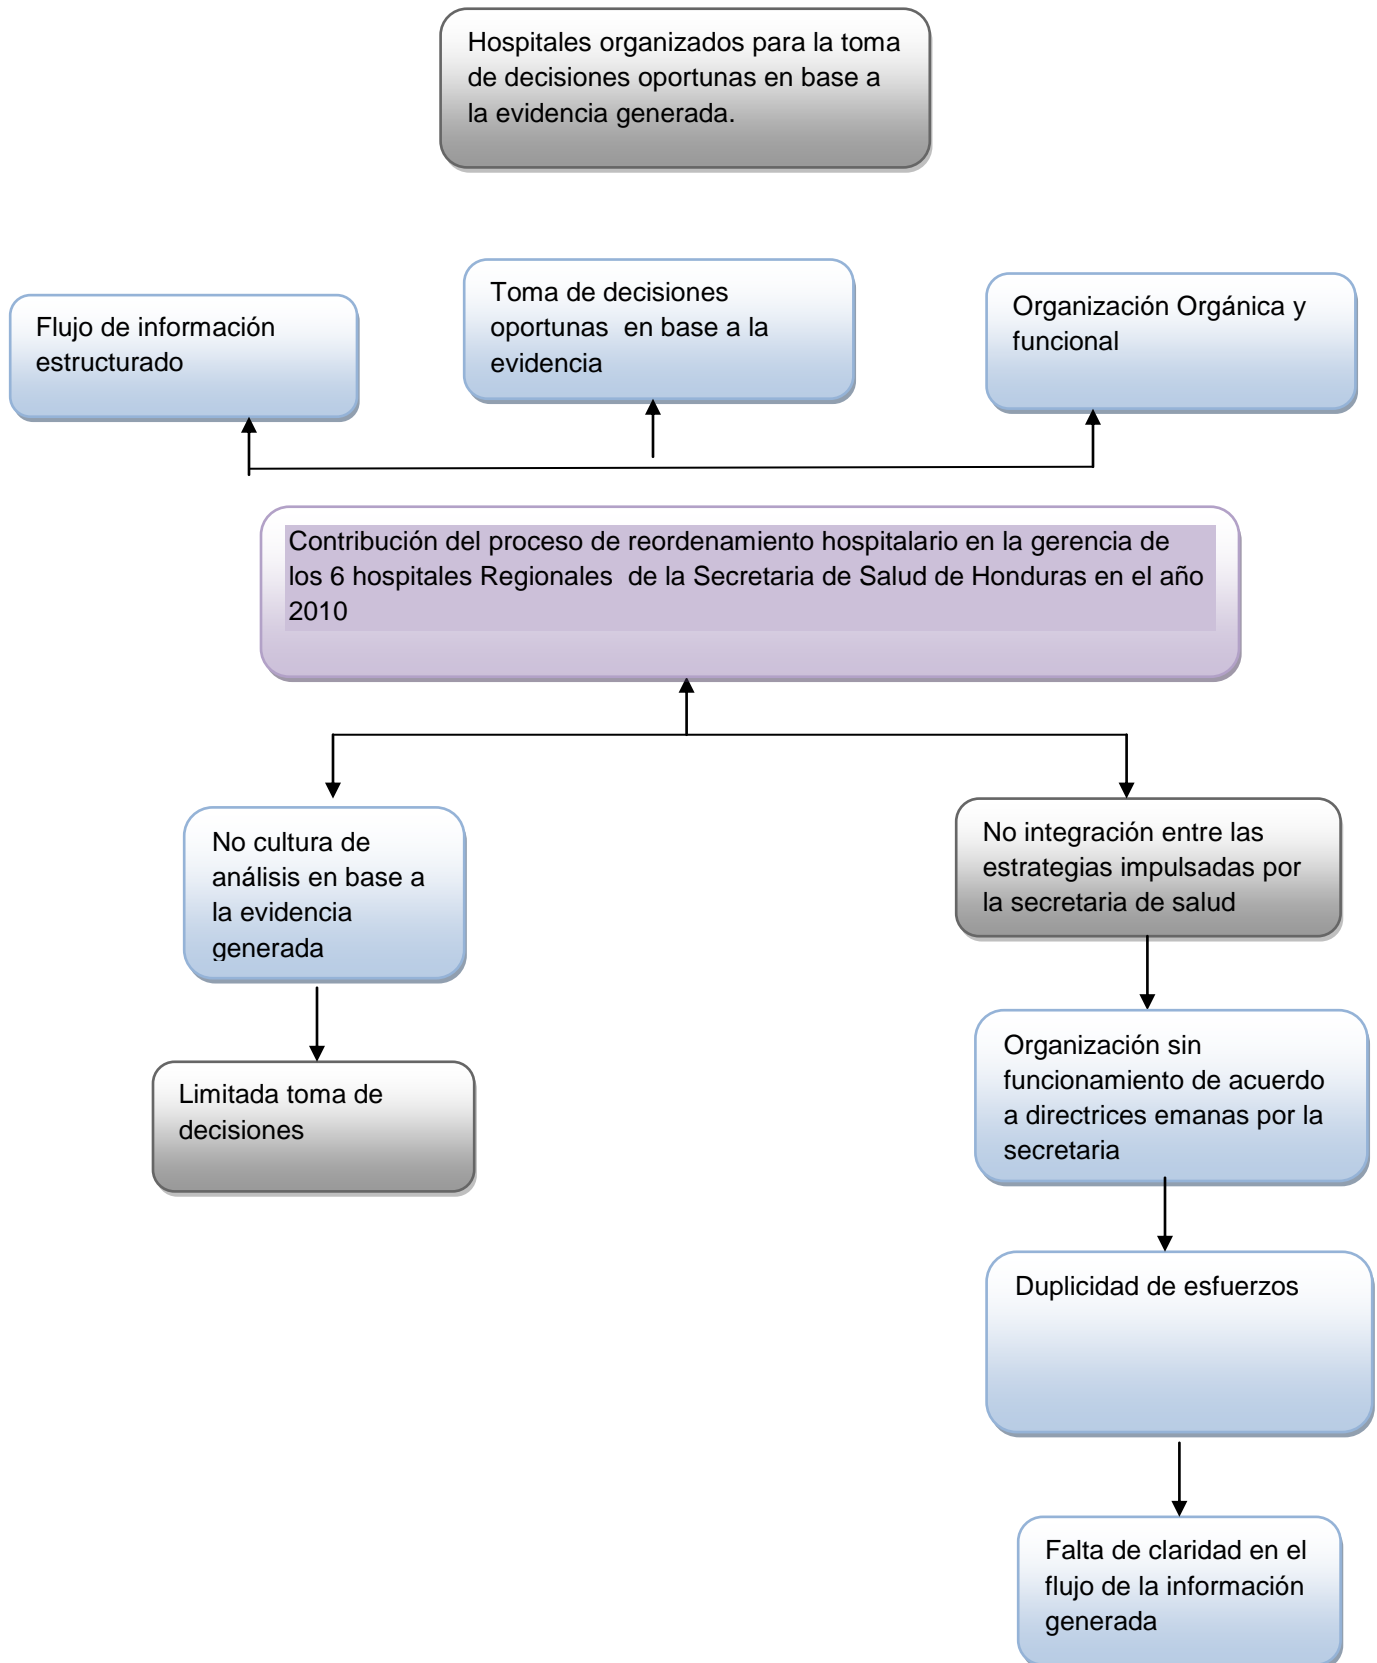 Hospitales organizados para la toma
de decisiones oportunas en base a
la evidencia generada.
Flujo de información
estructurado
Toma de decisiones
oportunas en base a la
evidencia
Organización Orgánica y
funcional
Contribución del proceso de reordenamiento hospitalario en la gerencia de
los 6 hospitales Regionales de la Secretaria de Salud de Honduras en el año
2010
No cultura de
análisis en base a
la evidencia
generada
No integración entre las
estrategias impulsadas por
la secretaria de salud
Limitada toma de
decisiones
Organización sin
funcionamiento de acuerdo
a directrices emanas por la
secretaria
Duplicidad de esfuerzos
Falta de claridad en el
flujo de la información
generada